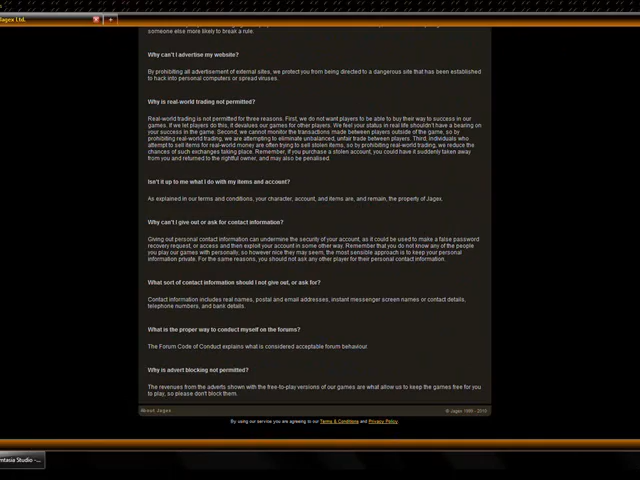 Jagex Ltd.
someone else more likely to break a rule.
Why can't I advertise my website?
By prohibiting all advertisement of external sites, we protect you from being directed to a dangerous site that has been established
to hack into personal computers or spread viruses.
Why is real-world trading not permitted?
Real-world trading is not permitted for three reasons. First, we do not want players to be able to buy their way to success in our
games. If we let players do this, it devalues our games for other players. We feel your status in real life shouldn't have a bearing on
your success in the game. Second, we cannot monitor the transactions made between players outside of the game, so by
prohibiting real-world trading, we are attempting to eliminate unbalanced, unfair trade between players. Third, individuals who
attempt to sell items for real-world money are often trying to sell stolen items, so by prohibiting real-world trading, we reduce the
chances of such exchanges taking place. Remember, if you purchase a stolen account, you could have it suddenly taken away
from you and returned to the rightful owner, and may also be penalised.
Isn't it up to me what I do with my items and account?
As explained in our terms and conditions, your character, account, and items are, and remain, the property of Jagex.
Why can't I give out or ask for contact information?
Giving out personal contact information can undermine the security of your account, as it could be used to make a false password
recovery request, or access and then exploit your account in some other way. Remember that you do not know any of the people
you play our games with personally, so however nice they may seem, the most sensible approach is to keep your personal
information private. For the same reasons, you should not ask any other player for their personal contact information.
What sort of contact information should I not give out, or ask for?
Contact information includes real names, postal and email addresses, instant messenger screen names or contact details,
telephone numbers, and bank details.
What is the proper way to conduct myself on the forums?
The Forum Code of Conduct explains what is considered acceptable forum behaviour.
Why is advert blocking not permitted?
The revenues from the adverts shown with the free-to-play versions of our games are what allow us to keep the games free for you
to play, so please don't block them.
About Jagex
© Jagex 1999 - 2010
By using our service you are agreeing to our Terms & Conditions and Privacy Policy
mtasia Studio -...